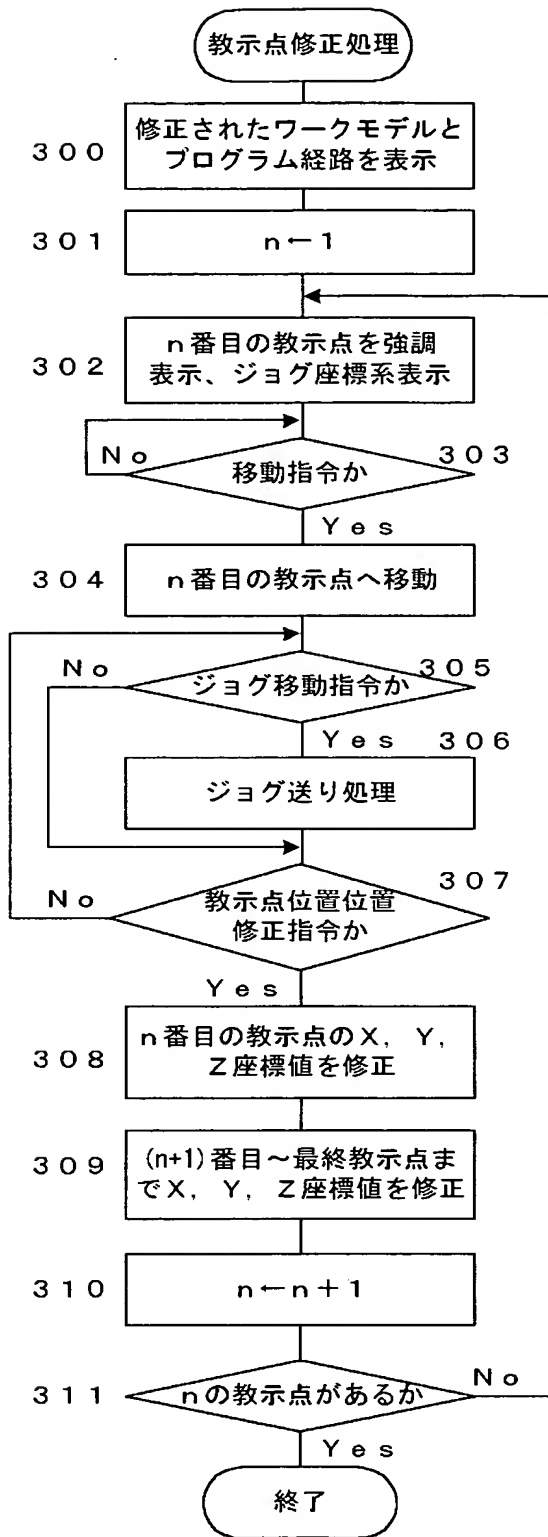 教示点修正処理
300
修正されたワークモデルと
プログラム経路を表示
301
n←1
302
n番目の教示点を強調
表示、ジョグ座標系表示
No
移動指令か
303
Yes
304
n番目の教示点へ移動
No
ジョグ移動指令か
305
Yes
306
ジョグ送り処理
No
教示点位置位置
修正指令か
307
Yes
308
n番目の教示点のX, Y,
Z座標値を修正
309
(n+1)番目~最終教示点ま
でX, Y, Z座標値を修正
310
n←n+1
311
nの教示点があるか
No
Yes
終了